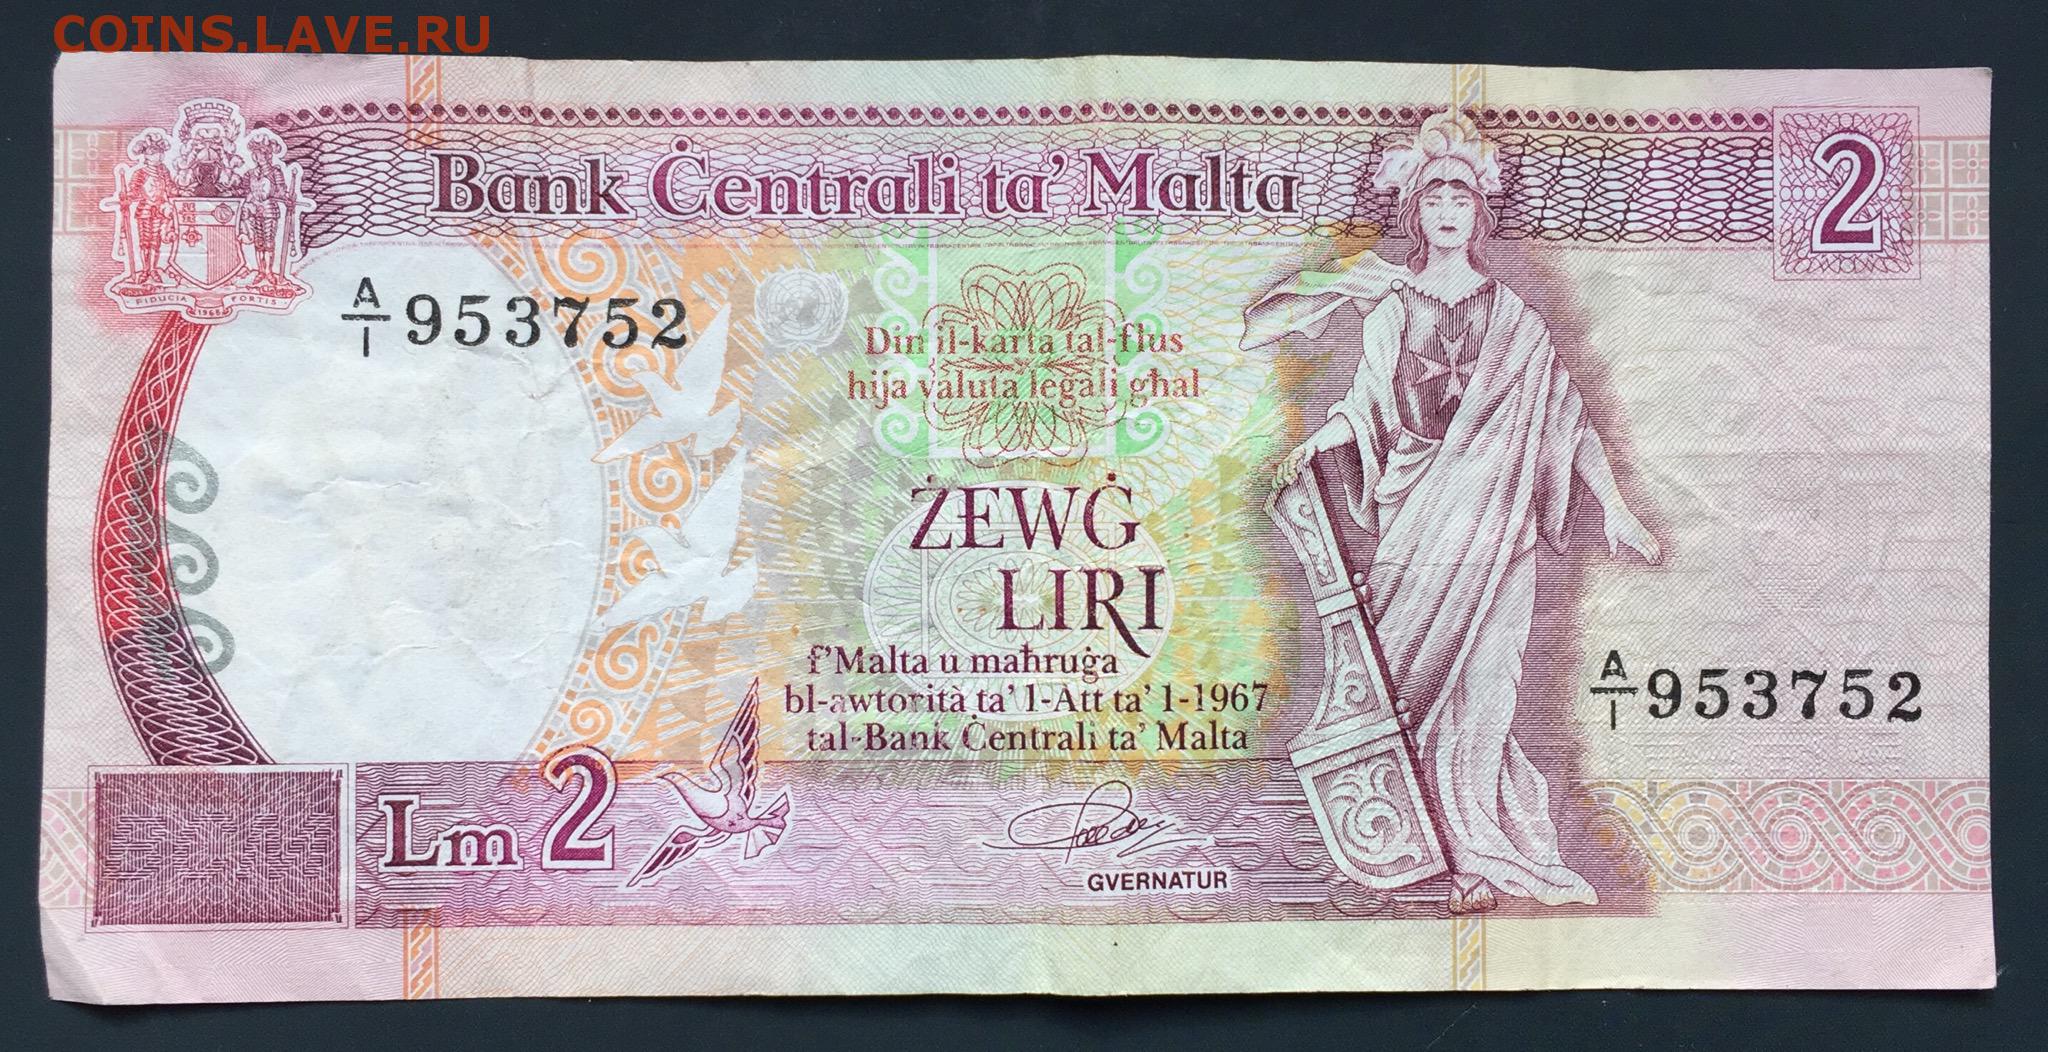 COINS.LAVE.RU
Bank Ċentrali ta' Malta
2
FIDUCIA FORTIS
A/1 953752
Din il-karta tal-flus
hija valuta legali għal
ŻEWĠ
LIRI
f'Malta u maħruġa
bl-awtorità ta' l-Att ta' l-1967
tal-Bank Ċentrali ta' Malta
A/1 953752
Lm 2
GVERNATUR